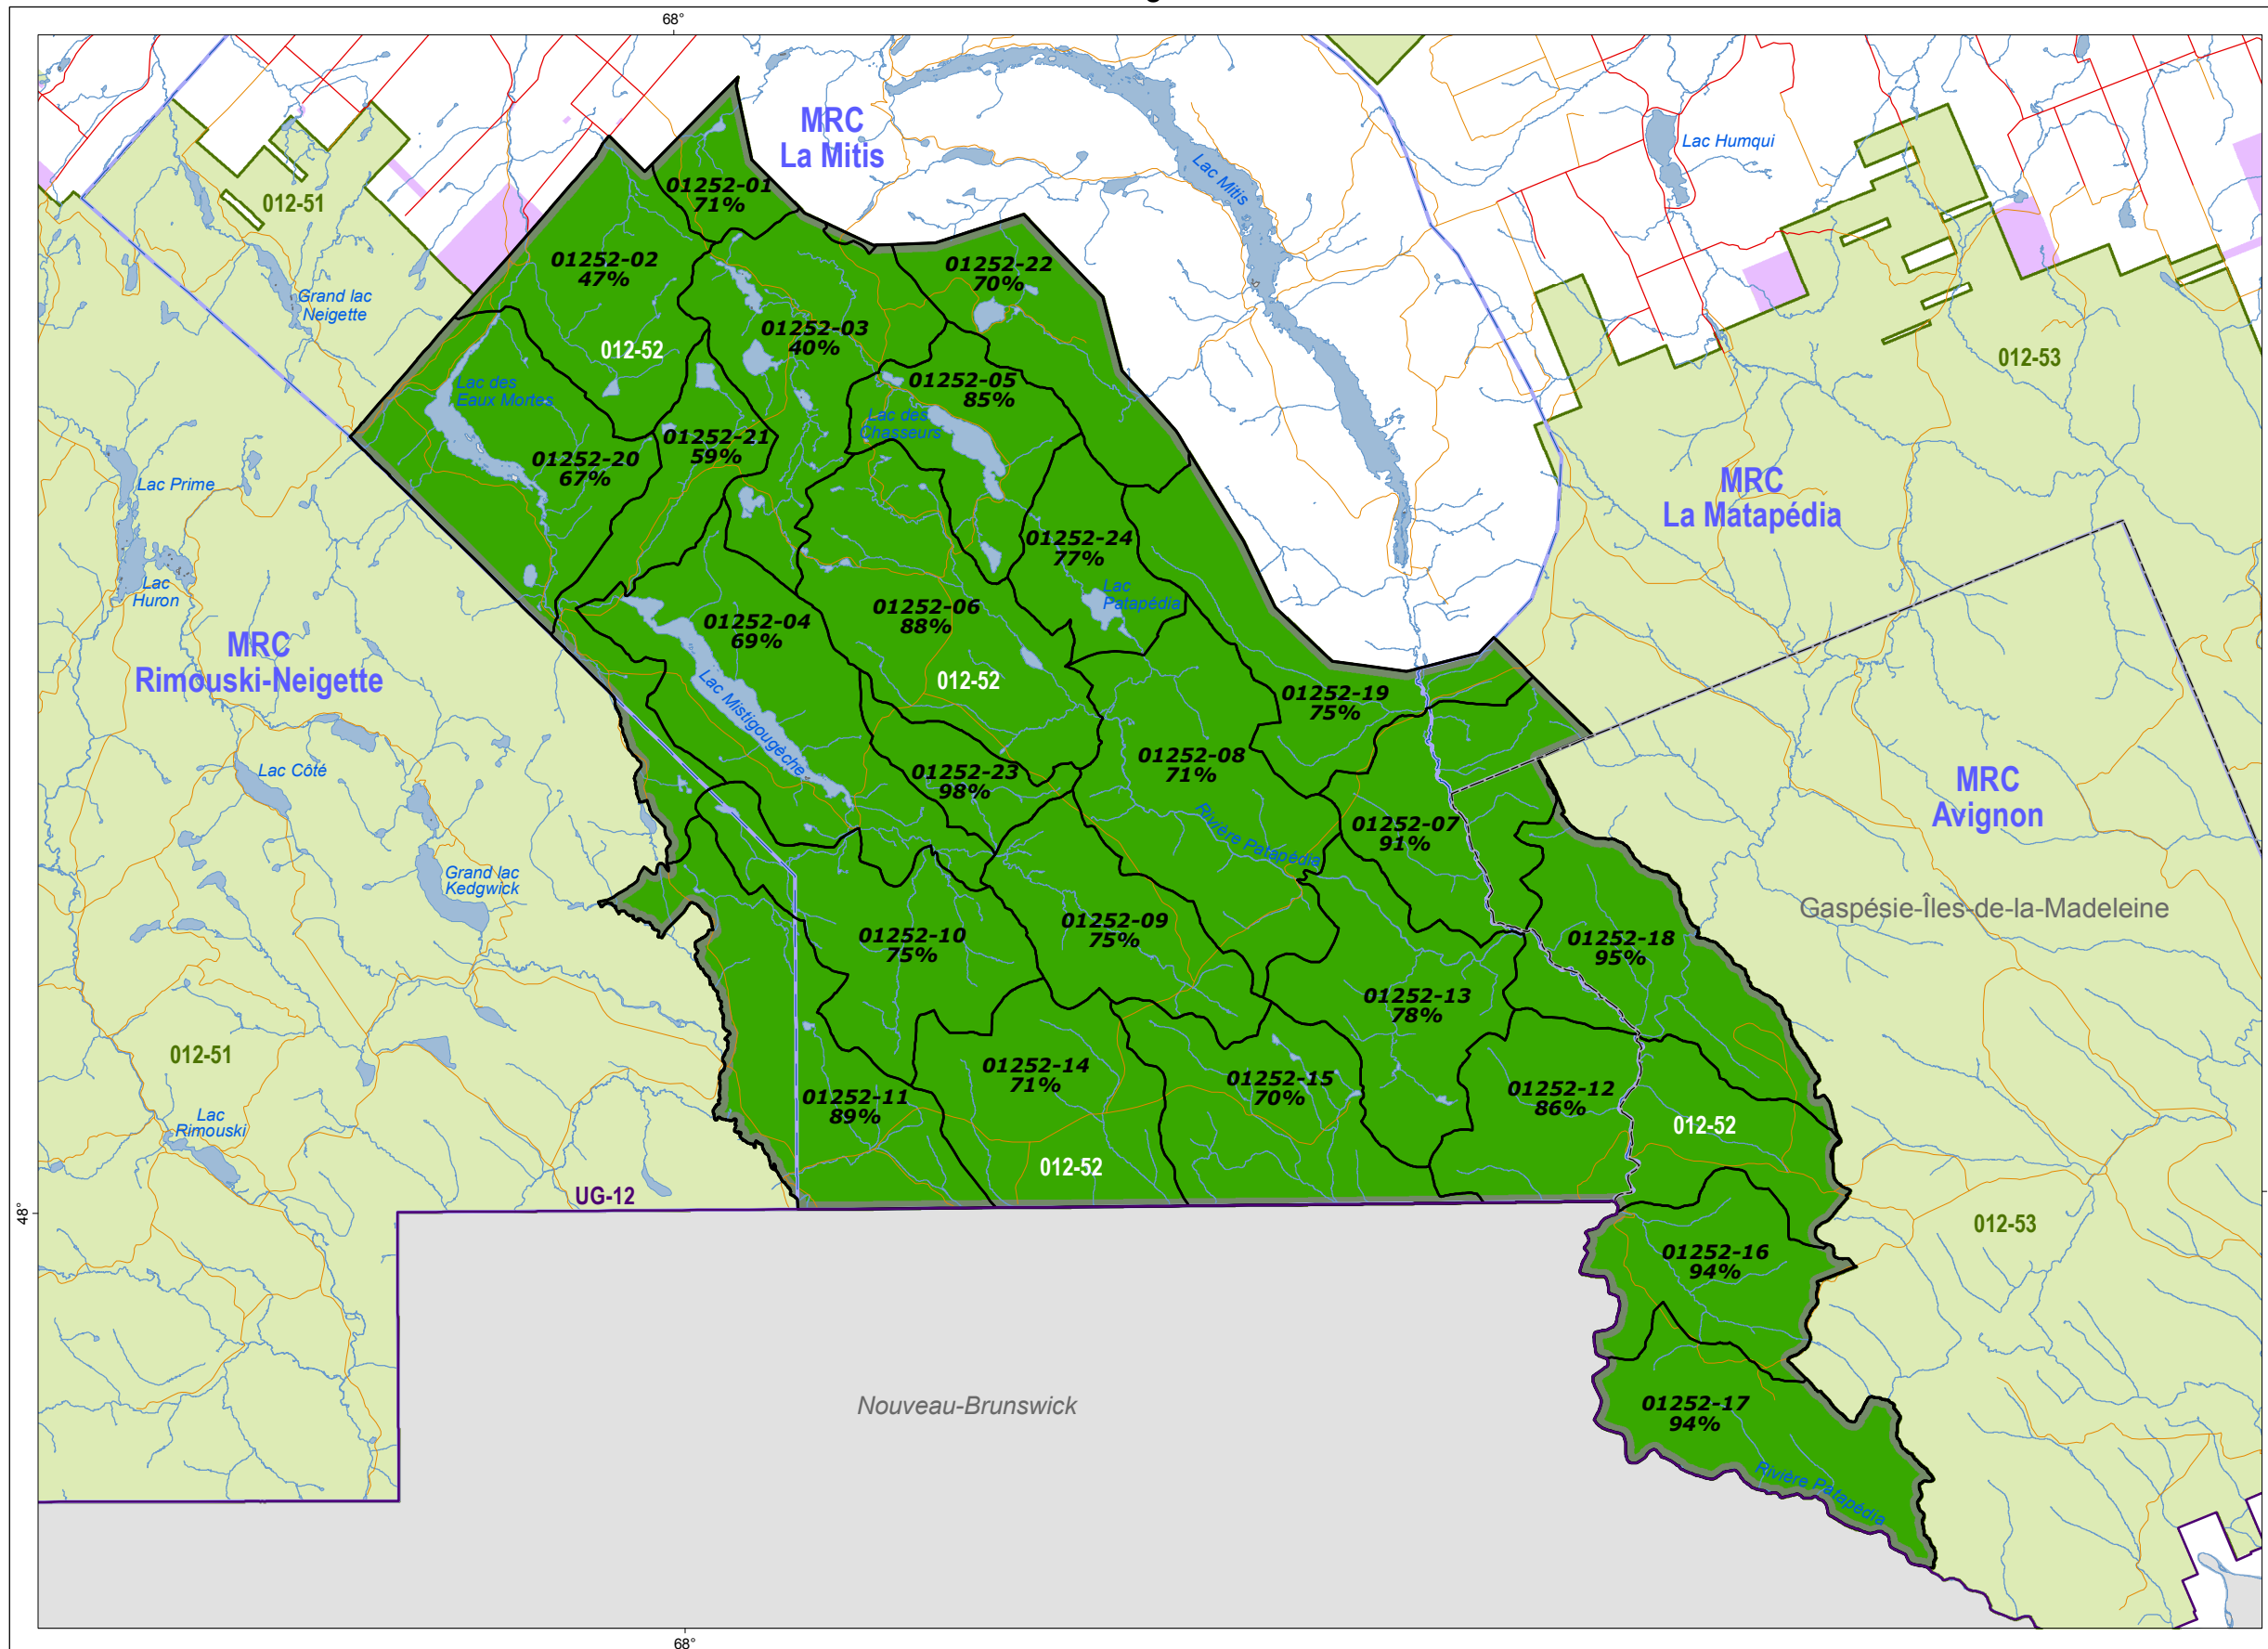 68°
MRC
La Mitis
Lac Humqui
Lac Mitis
01252-01
71%
012-51
01252-02
47%
01252-22
70%
Grand lac
Neigette
01252-03
40%
012-52
012-53
Lac des
Eaux Mortes
01252-05
85%
Lac des
Chasseurs
01252-21
59%
01252-20
67%
Lac Prime
MRC
La Matapédia
01252-24
77%
Lac
Huron
Lac
Patapédia
01252-06
88%
01252-04
69%
MRC
Rimouski-Neigette
012-52
Lac Mistigougèche
01252-19
75%
01252-08
71%
Lac Côté
01252-23
98%
MRC
Avignon
Rivière Patapédia
01252-07
91%
Grand lac
Kedgwick
Gaspésie-Îles-de-la-Madeleine
01252-09
75%
01252-10
75%
01252-18
95%
01252-13
78%
012-51
01252-14
71%
01252-15
70%
01252-12
86%
01252-11
89%
Lac
Rimouski
012-52
012-52
UG-12
48°
012-53
01252-16
94%
Nouveau-Brunswick
01252-17
94%
Rivière Patapédia
68°